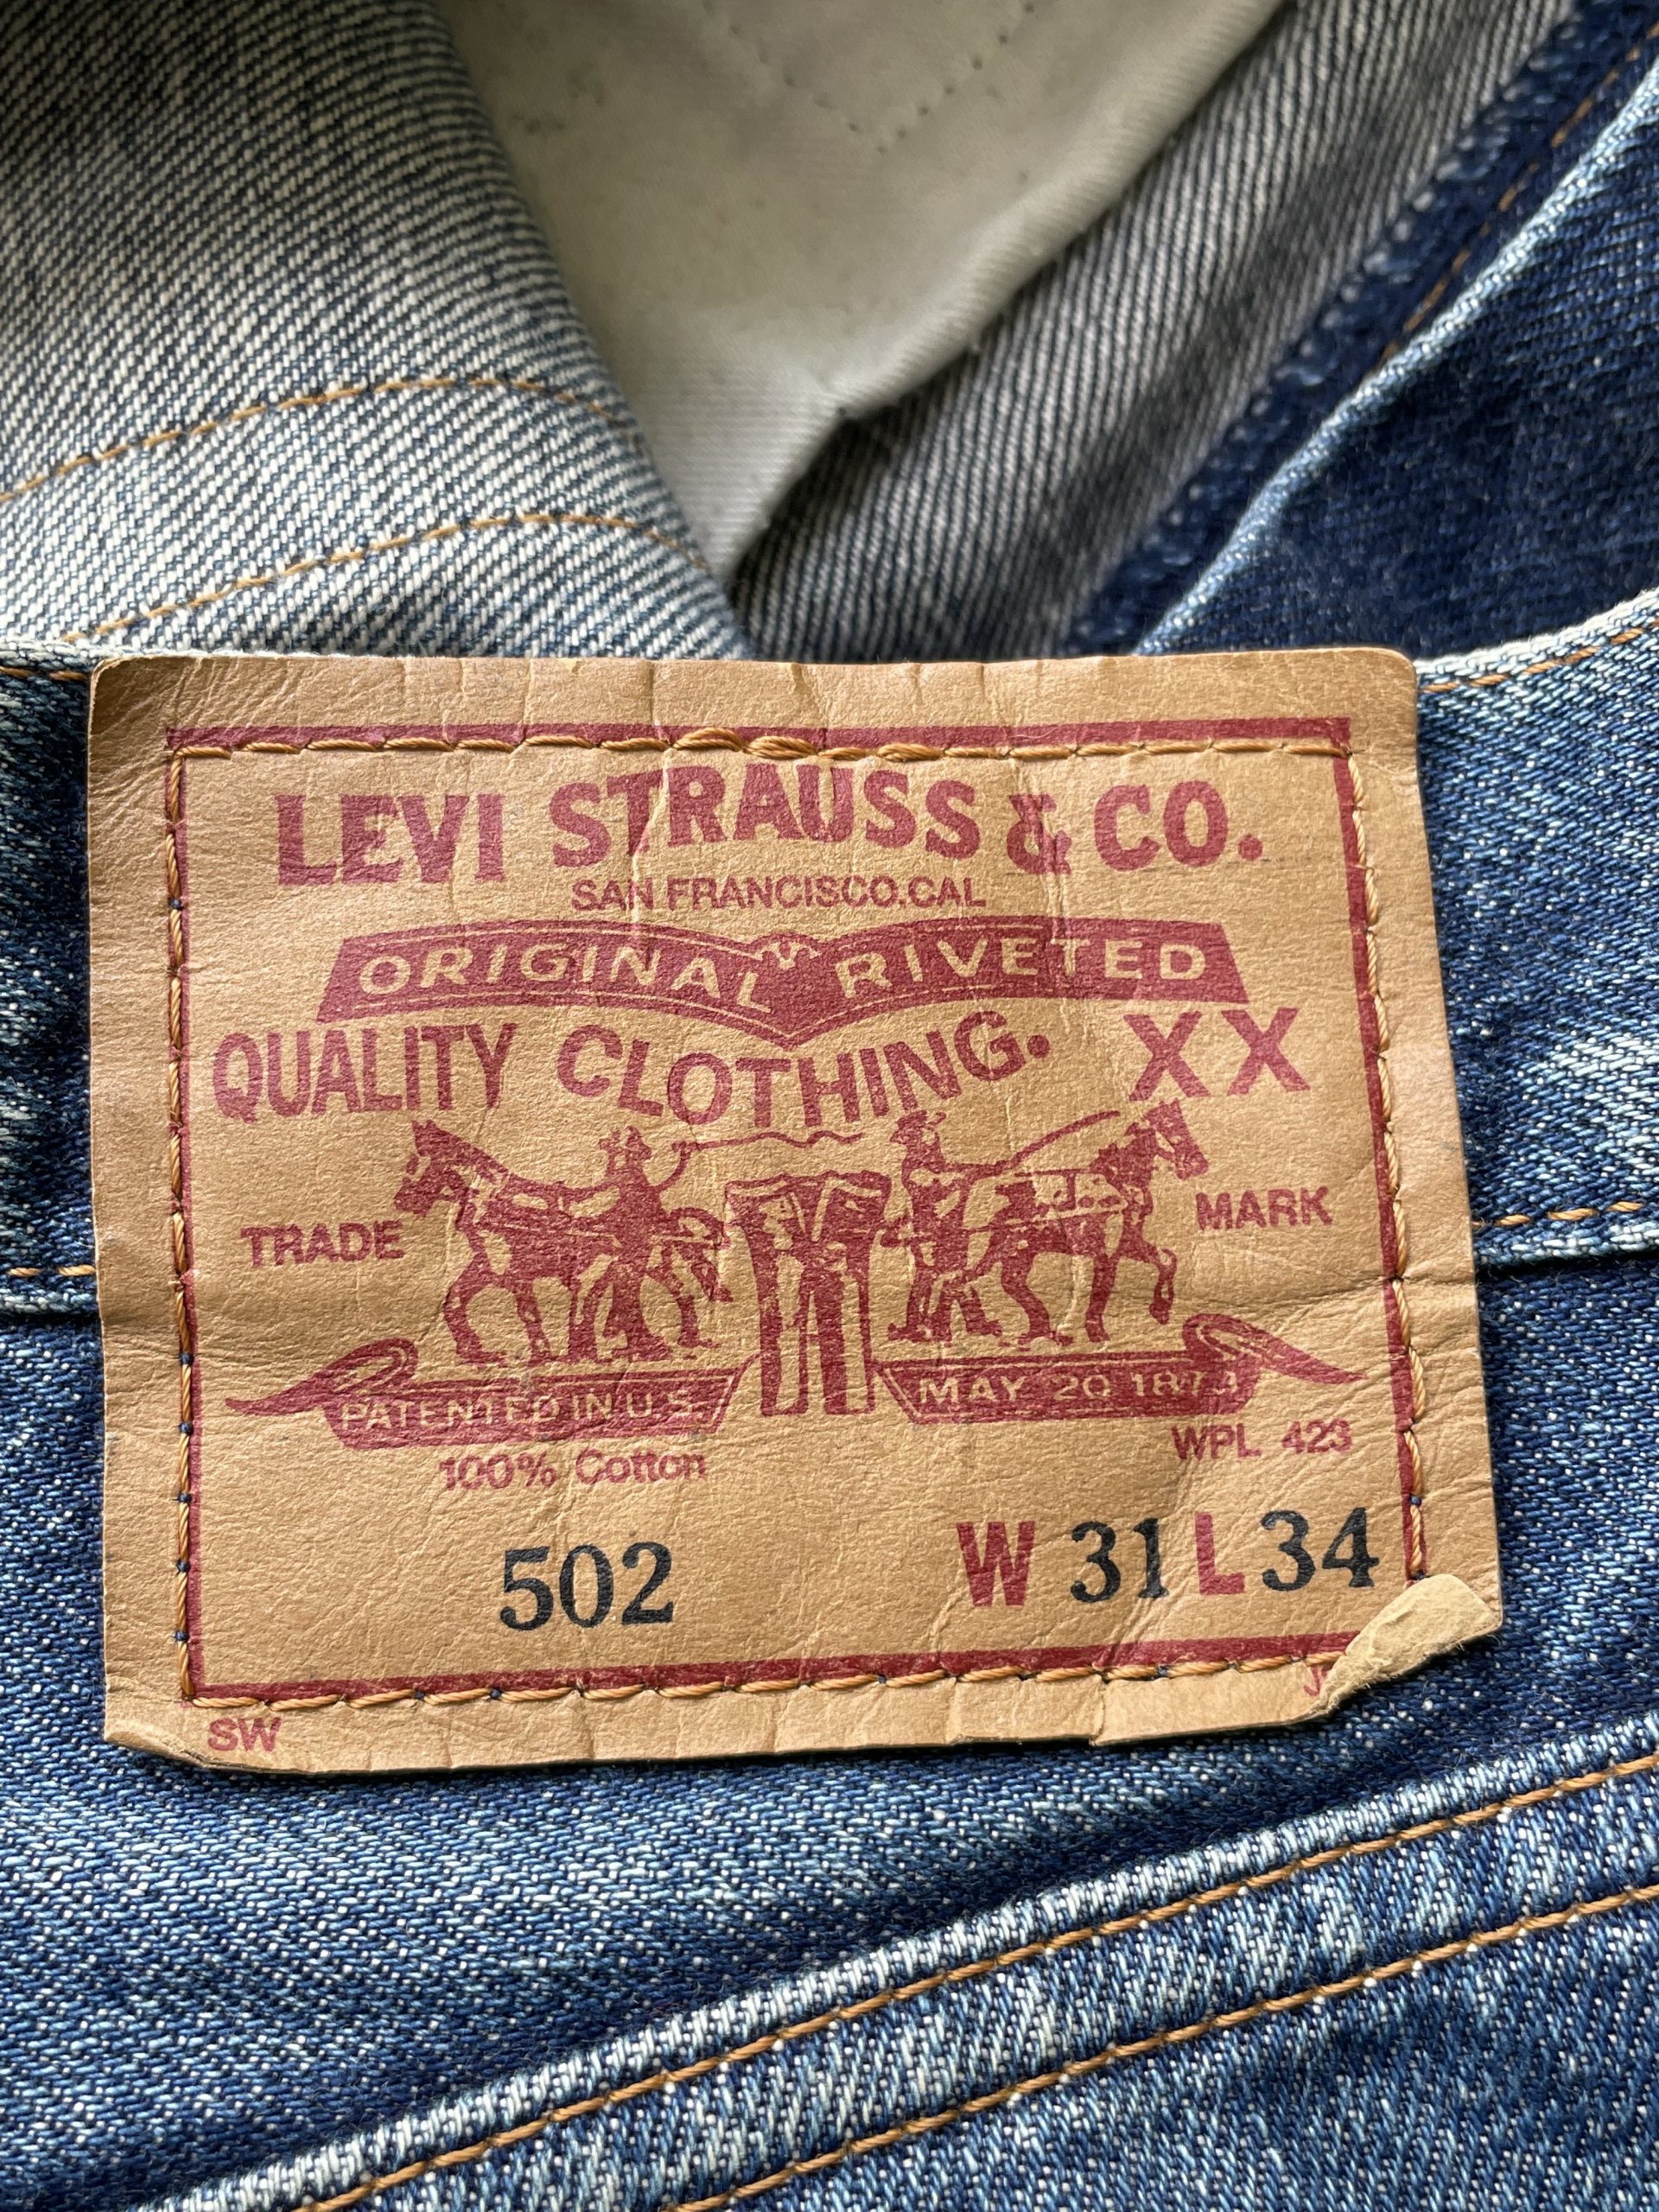 LEVI STRAUSS & CO.
SAN FRANCISCO.CAL
ORIGINAL RIVETED
QUALITY CLOTHING. XX
TRADE MARK
PATENTED IN U.S. MAY 20 1873
WPL 423
100% Cotton
502 W 31 L 34
SW